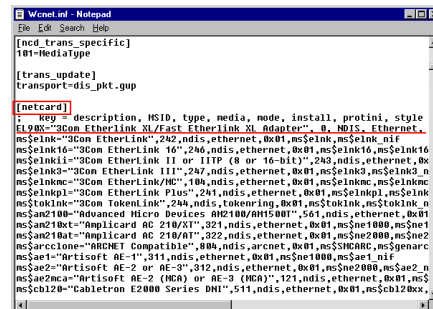 Wcnet.inf - Notepad
File Edit Search Help
[ncd_trans_specific]
101=MediaType
[trans_update]
transport=dis_pkt.gup
[netcard]
; key = description, HSID, type, media, mode, install, protini, style
EL90X="3Com Etherlink XL/Fast Etherlink XL Adapter", 0, NDIS, Ethernet,
ms$elnk="3Com EtherLink",242,ndis,ethernet,0x01,ms$elnk,ms$elnk_nif
ms$elnk16="3Com EtherLink 16",246,ndis,ethernet,0x01,ms$elnk16,ms$elnk16
ms$elnkii="3Com EtherLink II or IITP (8 or 16-bit)",243,ndis,ethernet,0x
ms$elnk3="3Com EtherLink III",247,ndis,ethernet,0x01,ms$elnk3,ms$elnk3_n
ms$elnkmc="3Com EtherLink/MC",104,ndis,ethernet,0x01,ms$elnkmc,ms$elnkmc
ms$elnkpl="3Com EtherLink Plus",241,ndis,ethernet,0x01,ms$elnkpl,ms$elnk
ms$toklnk="3Com TokenLink",244,ndis,tokenring,0x01,ms$toklnk,ms$toklnk_n
ms$am2100="Advanced Micro Devices AM2100/AM1500T",561,ndis,ethernet,0x01
ms$am210xt="Amplicard AC 210/XT",321,ndis,ethernet,0x01,ms$ne1000,ms$ne1
ms$am210at="Amplicard AC 210/AT",322,ndis,ethernet,0x01,ms$ne2000,ms$ne2
ms$arcclone="ARCNET Compatible",804,ndis,arcnet,0x01,ms$SMCARC,ms$genarc
ms$ae1="Artisoft AE-1",311,ndis,ethernet,0x01,ms$ne1000,ms$ae1_nif
ms$ae2="Artisoft AE-2 or AE-3",312,ndis,ethernet,0x01,ms$ne2000,ms$ae2_n
ms$ae2mca="Artisoft AE-2 (MCA) or AE-3 (MCA)",121,ndis,ethernet,0x01,ms$
ms$cbl20="Cabletron E2000 Series DNI",511,ndis,ethernet,0x01,ms$cbl20xx,